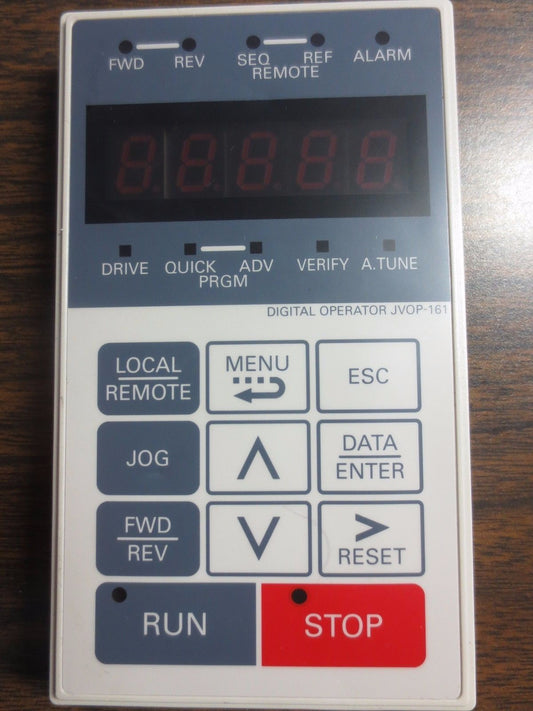 FWD REV SEQ REF ALARM
REMOTE
DRIVE QUICK ADV VERIFY A.TUNE
PRGM
DIGITAL OPERATOR JVOP-161
LOCAL
REMOTE
MENU
ESC
JOG
DATA
ENTER
FWD
REV
>
RESET
RUN
STOP